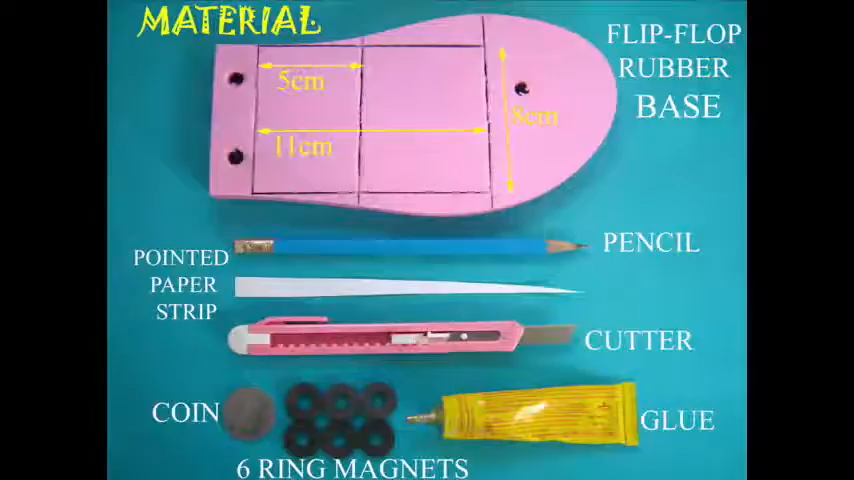 MATERIAL
FLIP-FLOP
RUBBER
BASE
5cm
8cm
11cm
PENCIL
POINTED
PAPER
STRIP
CUTTER
COIN
GLUE
6 RING MAGNETS